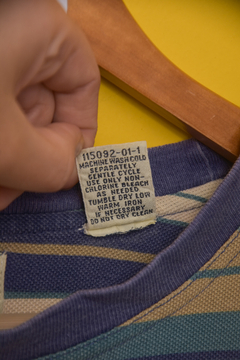 115092-01-1
MACHINE WASH COLD
SEPARATELY
GENTLE CYCLE
USE ONLY NON-
CHLORINE BLEACH
AS NEEDED
TUMBLE DRY LOW
WARM IRON
IF NECESSARY
DO NOT DRY CLEAN